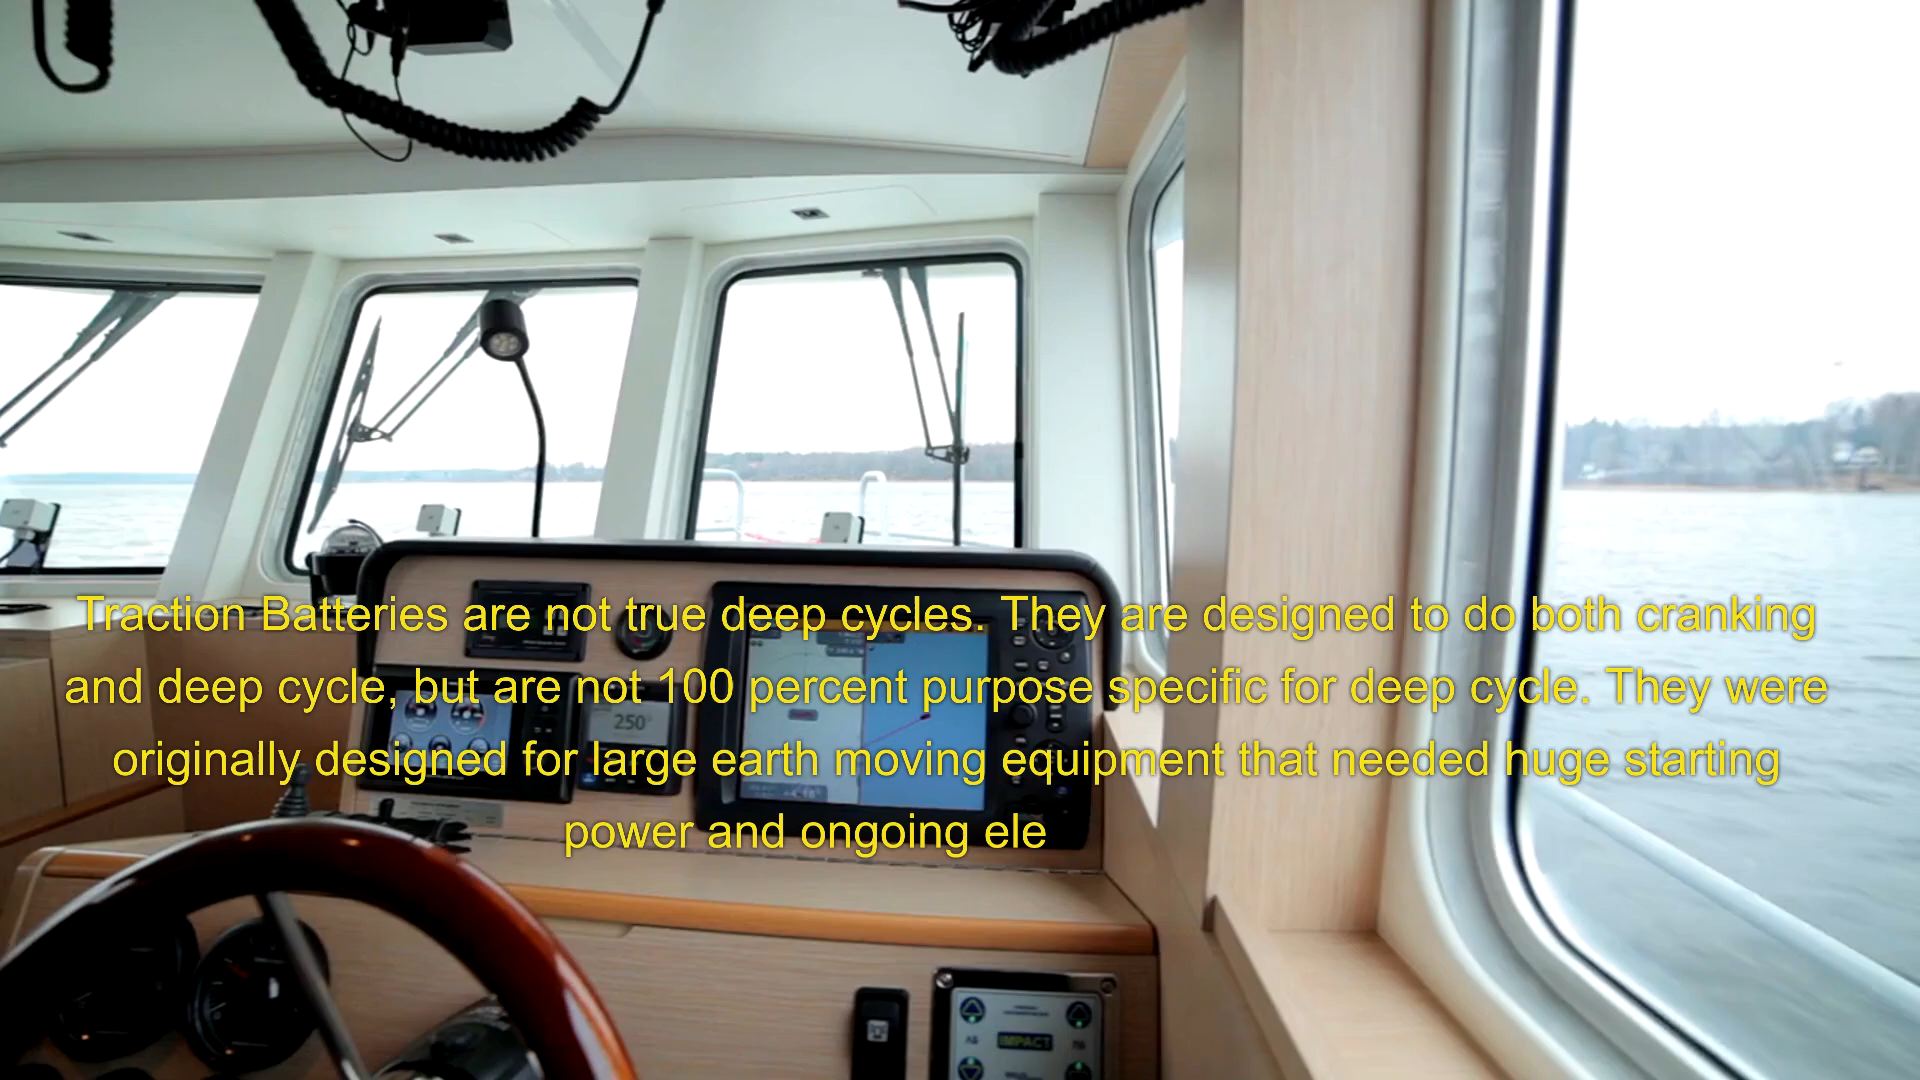 Traction Batteries are not true deep cycles. They are designed to do both cranking
and deep cycle, but are not 100 percent purpose specific for deep cycle. They were
originally designed for large earth moving equipment that needed huge starting
power and ongoing ele
250°
IMPACT